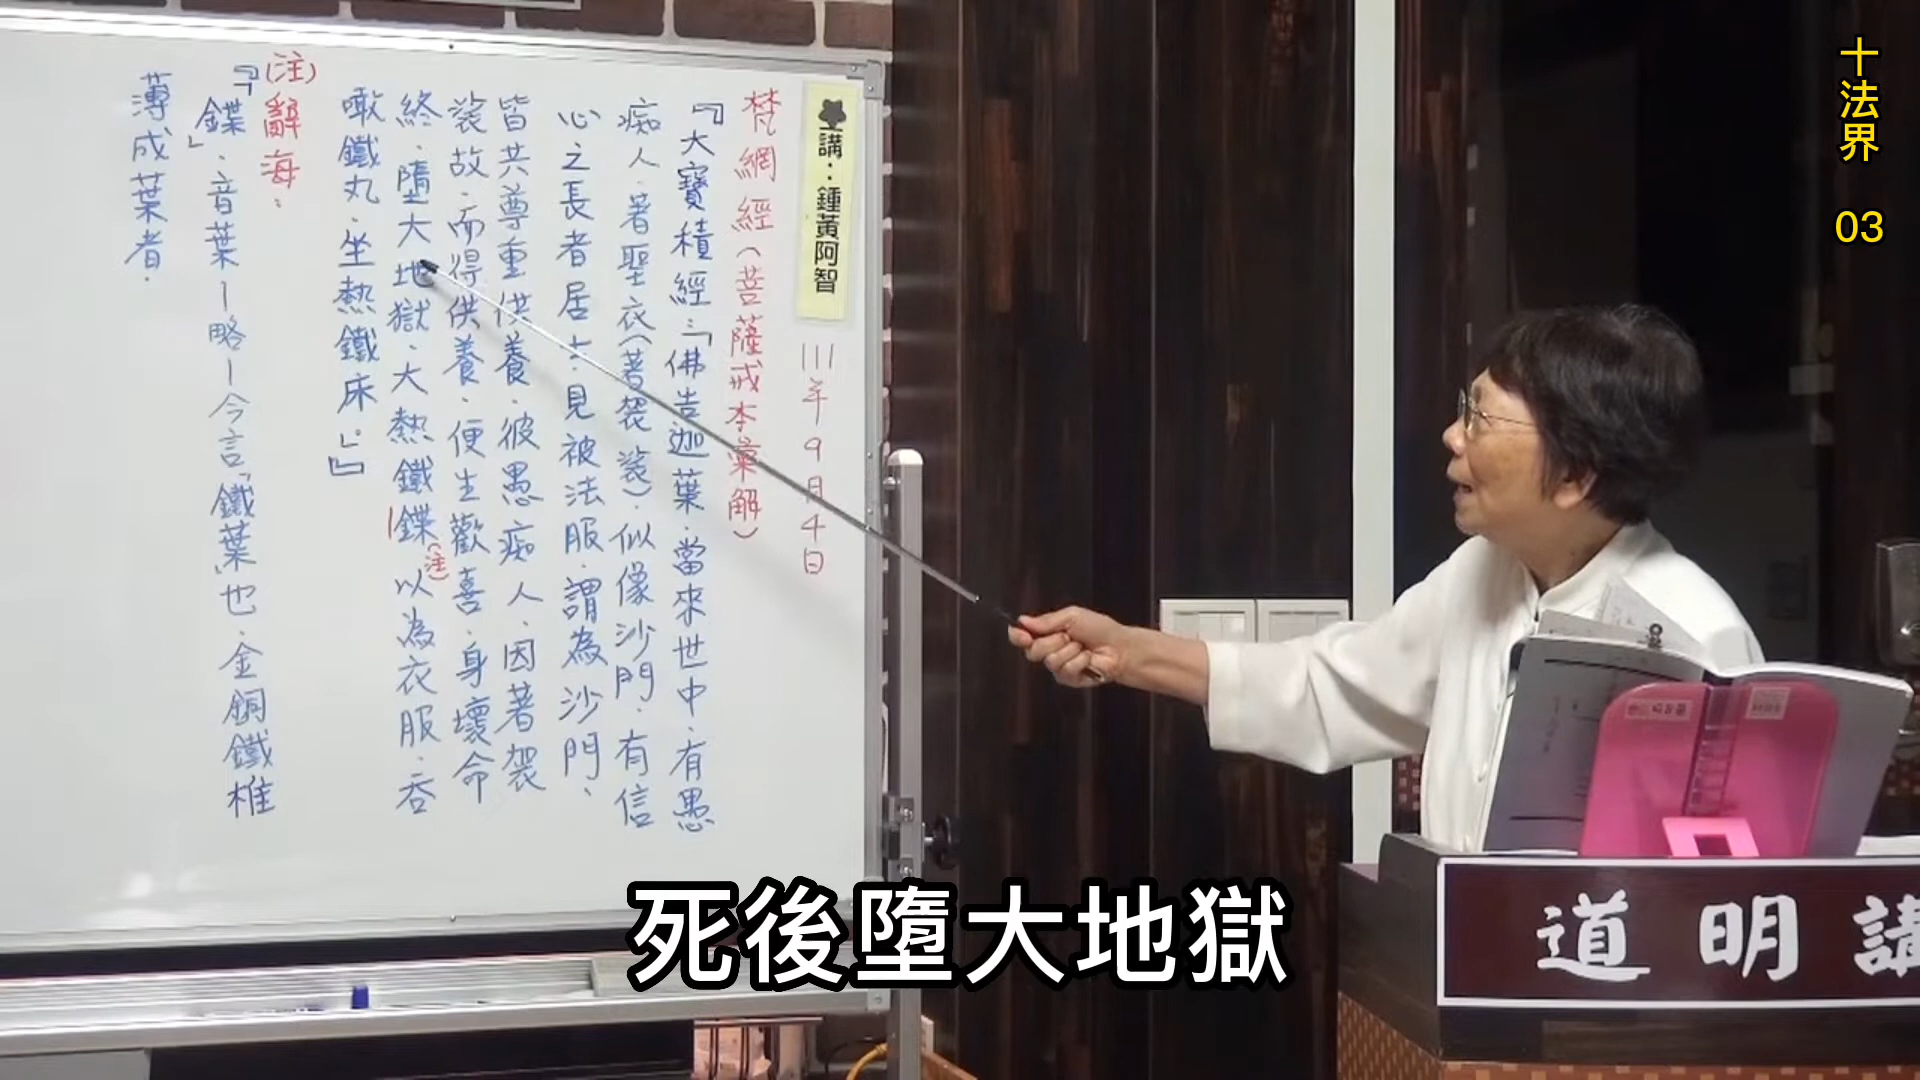 十法界 03
主講：鍾黃阿智
111年9月4日
梵網經（菩薩戒本彙解）
『大寶積經：「佛告迦葉．當來世中．有愚
痴人．著聖衣（著袈裟）．似像沙門．有信
心之長者居士．見被法服．謂為沙門、
皆共尊重供養．彼愚痴人．因著袈
裟故．而得供養．便生歡喜．身壞命
終．墮大地獄．大熱鐵鍱（注）以為衣服．吞
噉鐵丸．坐熱鐵床。」』
（注）辭海：
『「鍱」．音葉－略－今言「鐵葉」也．金銅鐵椎
薄成葉者．
死後墮大地獄
道明講